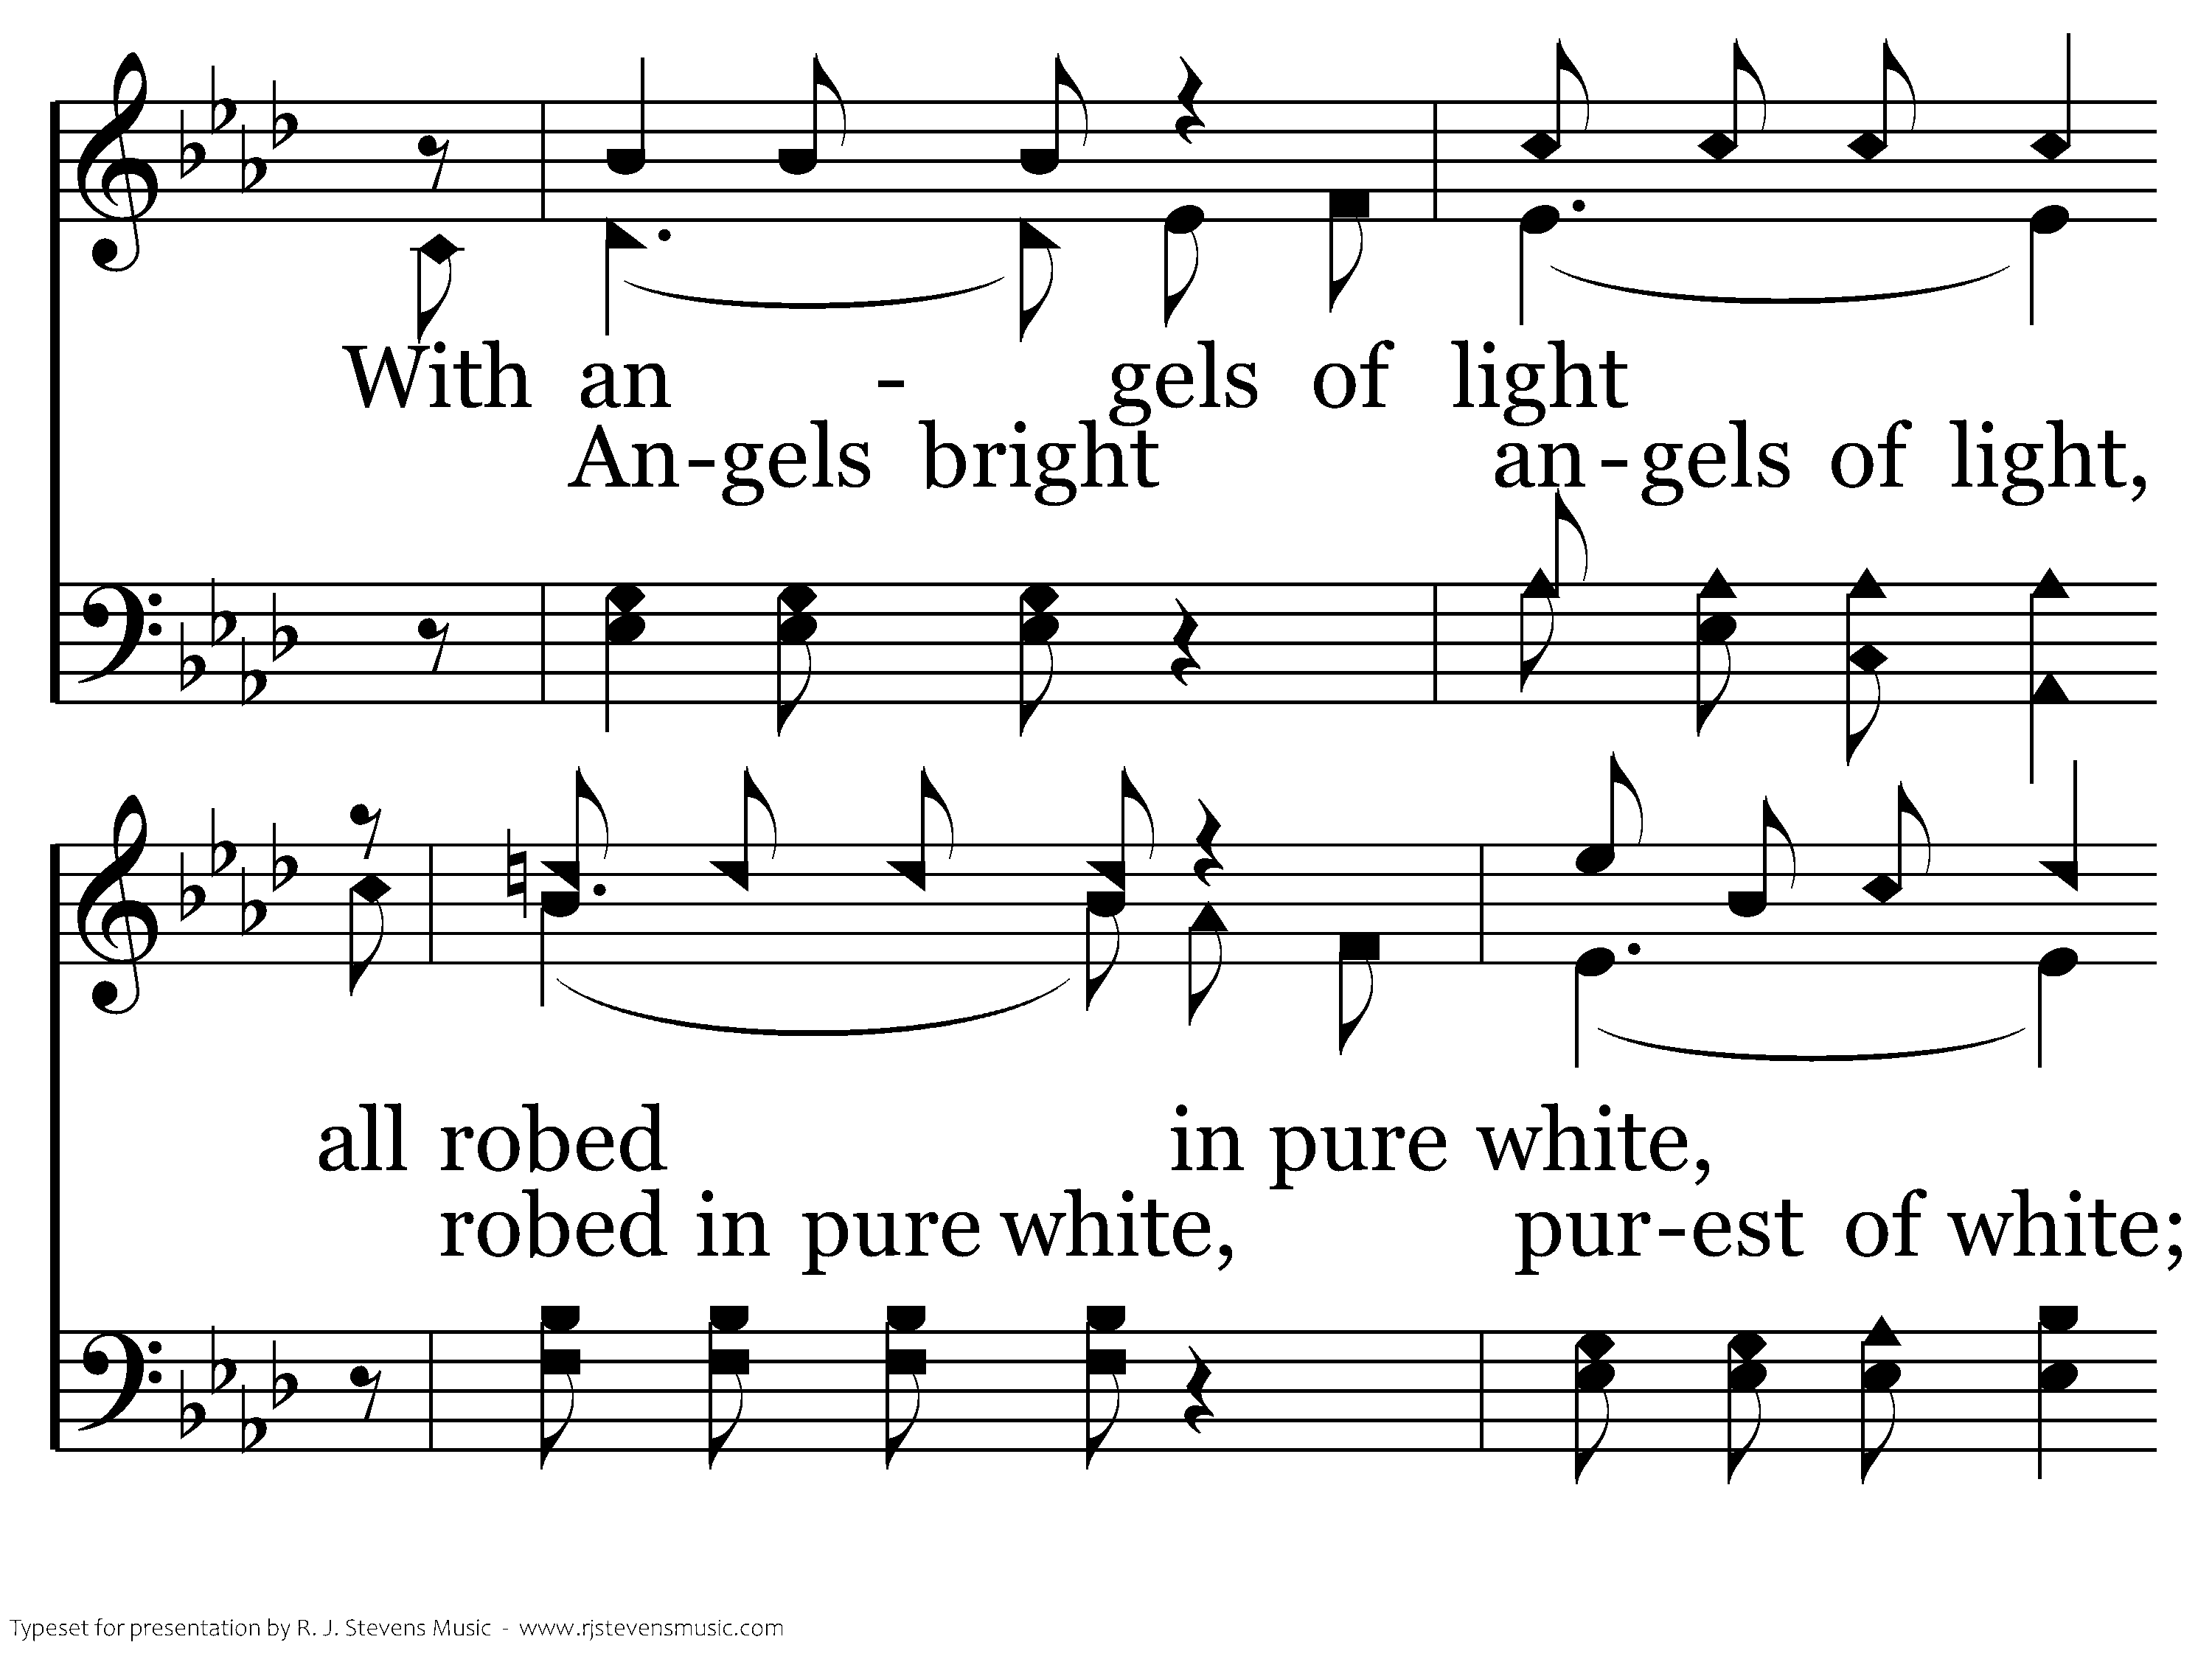 With an - gels of light
An-gels bright an-gels of light,
all robed in pure white,
robed in pure white, pur-est of white;
Typeset for presentation by R. J. Stevens Music - www.rjstevensmusic.com